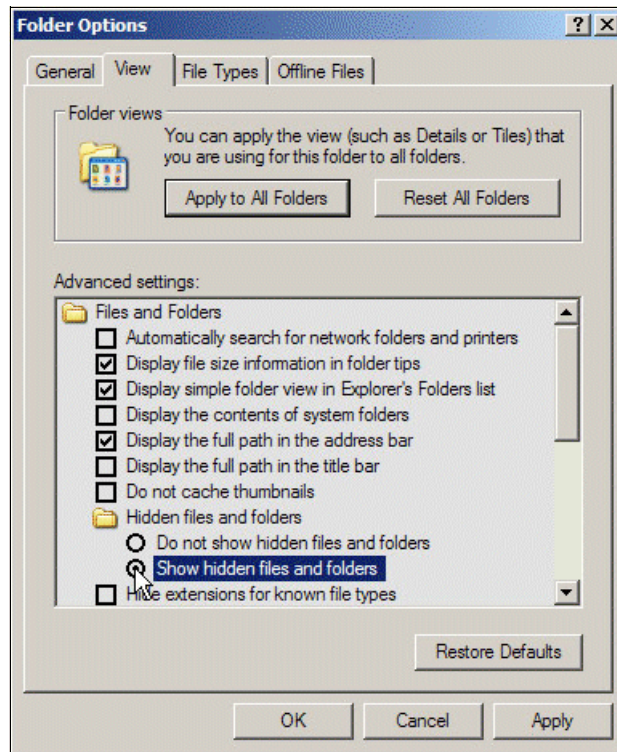 Folder Options
General
View
File Types
Offline Files
Folder views
You can apply the view (such as Details or Tiles) that
you are using for this folder to all folders.
Apply to All Folders
Reset All Folders
Advanced settings:
Files and Folders
Automatically search for network folders and printers
Display file size information in folder tips
Display simple folder view in Explorer's Folders list
Display the contents of system folders
Display the full path in the address bar
Display the full path in the title bar
Do not cache thumbnails
Hidden files and folders
Do not show hidden files and folders
Show hidden files and folders
Hide extensions for known file types
Restore Defaults
OK
Cancel
Apply